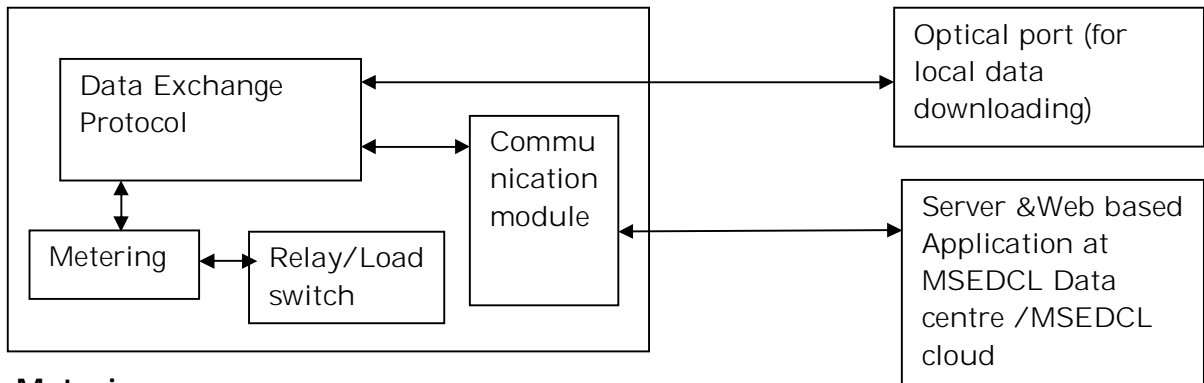 Data Exchange
Protocol
Commu
nication
module
Metering
Relay/Load
switch
Optical port (for
local data
downloading)
Server &Web based
Application at
MSEDCL Data
centre /MSEDCL
cloud